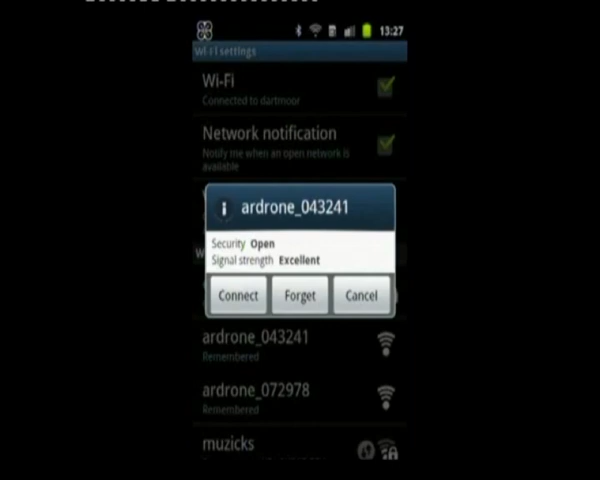 13:27
Wi-Fi settings
Wi-Fi
Connected to dartmoor
Network notification
Notify me when an open network is
available
ardrone_043241
Security Open
Signal strength Excellent
Connect Forget Cancel
ardrone_043241
Remembered
ardrone_072978
Remembered
muzicks